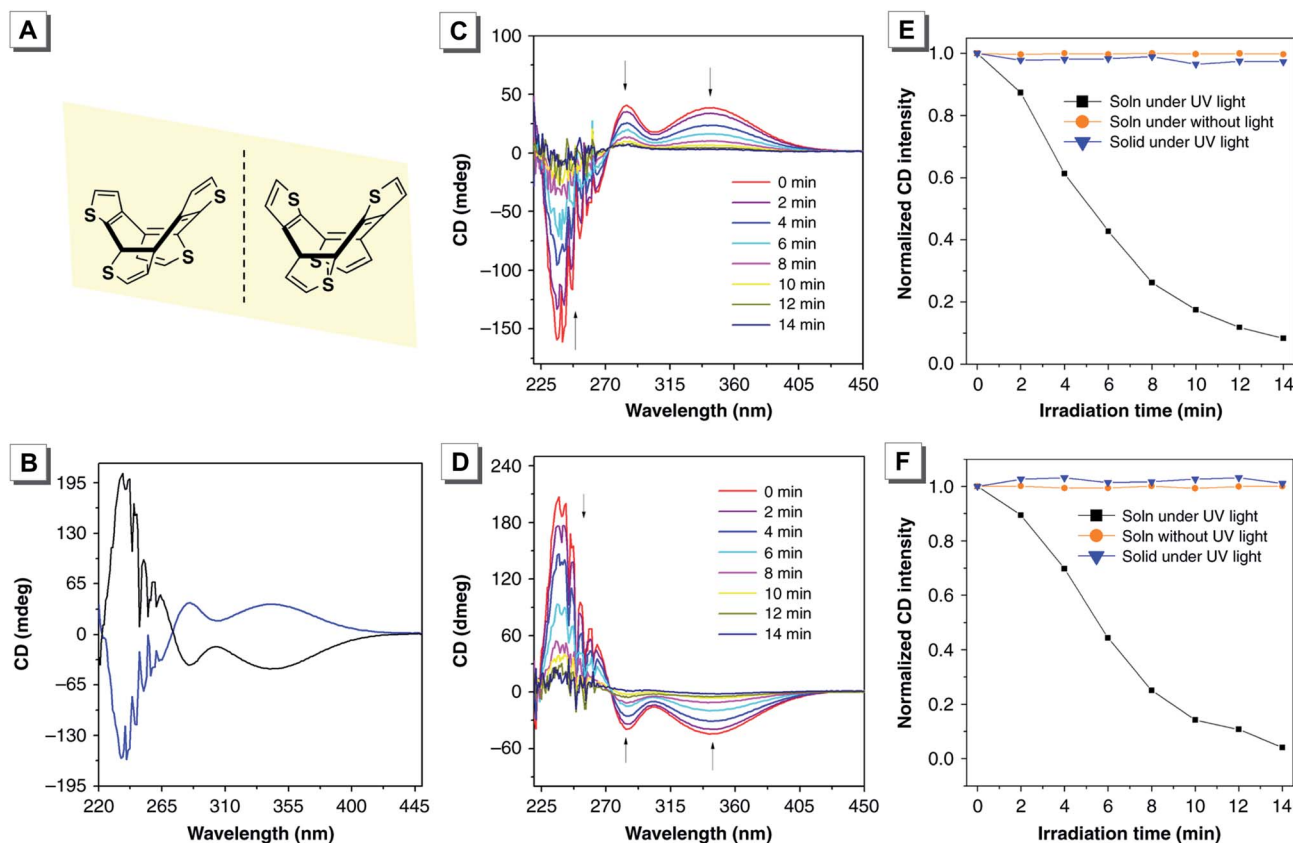 A
S
S
S
S
S
S
S
S
B
CD (mdeg)
195
130
65
0
−65
−130
−195
220
265
310
355
400
445
Wavelength (nm)
C
CD (mdeg)
100
50
0
−50
−100
−150
225
270
315
360
405
450
Wavelength (nm)
0 min
2 min
4 min
6 min
8 min
10 min
12 min
14 min
D
CD (dmeg)
240
180
120
60
0
−60
225
270
315
360
405
450
Wavelength (nm)
0 min
2 min
4 min
6 min
8 min
10 min
12 min
14 min
E
Normalized CD intensity
1.0
0.8
0.6
0.4
0.2
0.0
0
2
4
6
8
10
12
14
Irradiation time (min)
Soln under UV light
Soln under without light
Solid under UV light
F
Normalized CD intensity
1.0
0.8
0.6
0.4
0.2
0.0
0
2
4
6
8
10
12
14
Irradiation time (min)
Soln under UV light
Soln without UV light
Solid under UV light